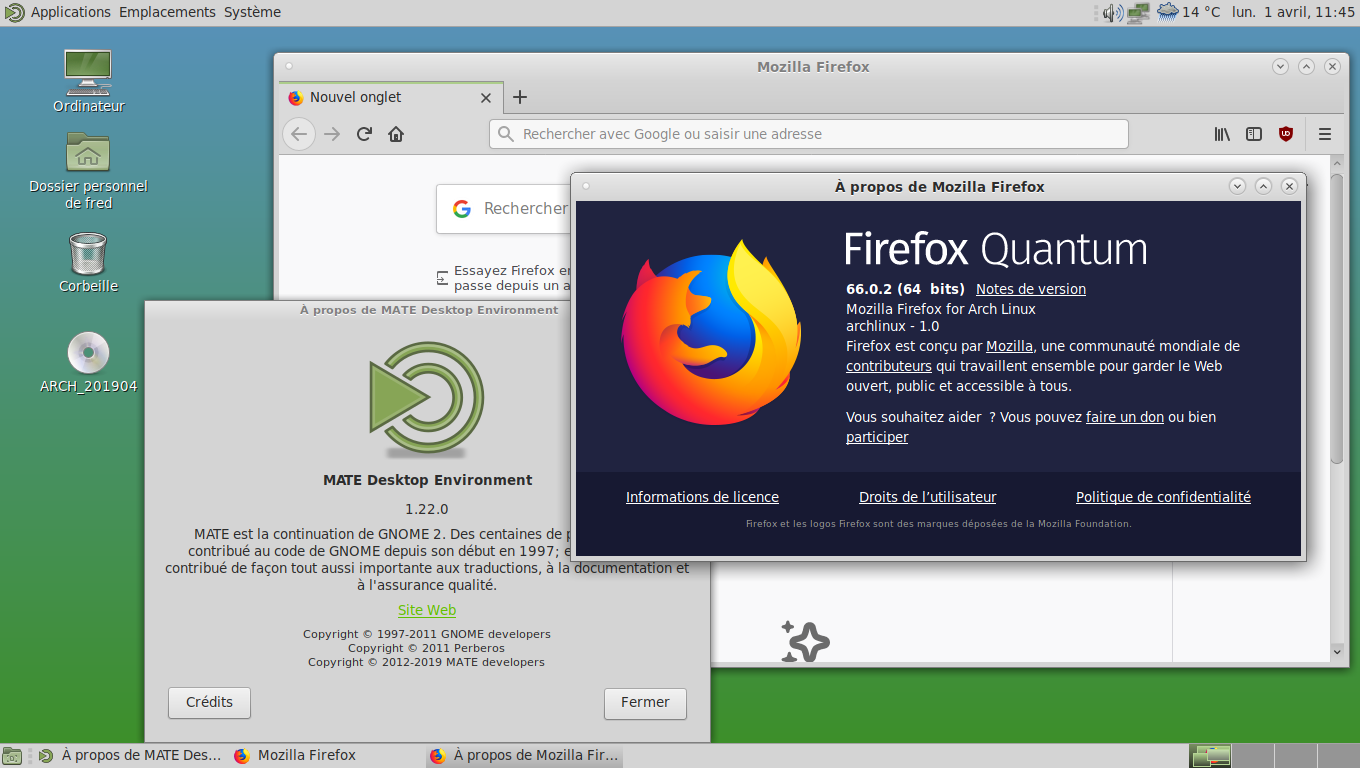 Applications Emplacements Système
14 °C lun. 1 avril, 11:45
Ordinateur
Dossier personnel
de fred
Corbeille
ARCH_201904
Mozilla Firefox
Nouvel onglet
Rechercher avec Google ou saisir une adresse
Rechercher
Essayez Firefox
passe depuis un
À propos de Mozilla Firefox
Firefox Quantum
66.0.2 (64 bits) Notes de version
Mozilla Firefox for Arch Linux
archlinux - 1.0
Firefox est conçu par Mozilla, une communauté mondiale de
contributeurs qui travaillent ensemble pour garder le Web
ouvert, public et accessible à tous.
Vous souhaitez aider ? Vous pouvez faire un don ou bien
participer
Informations de licence Droits de l’utilisateur Politique de confidentialité
Firefox et les logos Firefox sont des marques déposées de la Mozilla Foundation.
À propos de MATE Desktop Environment
MATE Desktop Environment
1.22.0
MATE est la continuation de GNOME 2. Des centaines de
contribué au code de GNOME depuis son début en 1997;
contribué de façon tout aussi importante aux traductions, à la documentation et
à l'assurance qualité.
Site Web
Copyright © 1997-2011 GNOME developers
Copyright © 2011 Perberos
Copyright © 2012-2019 MATE developers
Crédits Fermer
À propos de MATE Des... Mozilla Firefox À propos de Mozilla Fir...